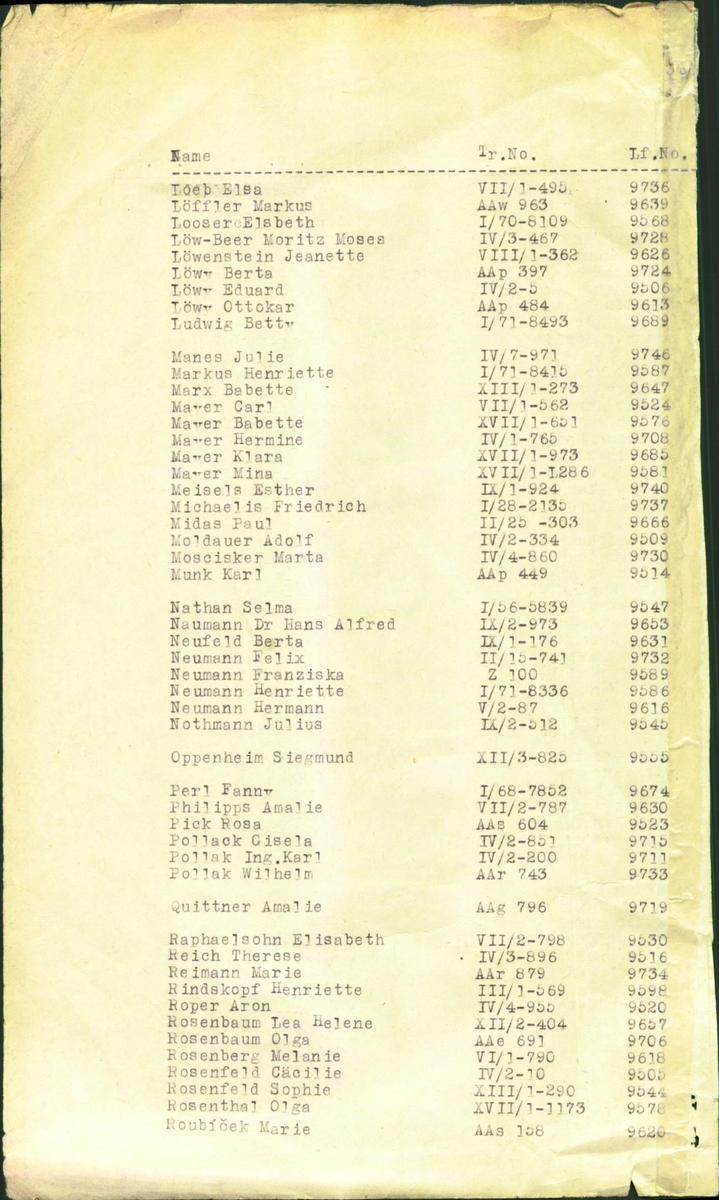 Name Tr.No. Lf.No.
Loeb Elsa VII/1-495 9736
Löffler Markus AAw 963 9639
Looser Elsbeth I/70-8109 9568
Löw-Beer Moritz Moses IV/3-467 9728
Löwenstein Jeanette VIII/1-362 9626
Löwy Berta AAp 397 9724
Löwy Eduard IV/2-5 9506
Löwy Ottokar AAp 484 9613
Ludwig Betty I/71-8493 9689
Manes Julie IV/7-971 9746
Markus Henriette I/71-8415 9587
Marx Babette XIII/1-273 9647
Mayer Carl VII/1-562 9524
Mayer Babette XVII/1-651 9576
Mayer Hermine IV/1-765 9708
Mayer Klara XVII/1-973 9685
Mayer Mina XVII/1-L286 9581
Meisels Esther IX/1-924 9740
Michaelis Friedrich I/28-2135 9737
Midas Paul II/25 -303 9666
Moldauer Adolf IV/2-334 9509
Moscisker Marta IV/4-860 9730
Munk Karl AAp 449 9514
Nathan Selma I/56-5839 9547
Naumann Dr Hans Alfred IX/2-973 9653
Neufeld Berta IX/1-176 9631
Neumann Felix II/15-741 9732
Neumann Franziska Z 100 9589
Neumann Henriette I/71-8336 9586
Neumann Hermann V/2-87 9616
Nothmann Julius IX/2-512 9545
Oppenheim Siegmund XII/3-825 9555
Perl Fanny I/68-7852 9674
Philipps Amalie VII/2-787 9630
Pick Rosa AAs 604 9523
Pollack Gisela IV/2-851 9715
Pollak Ing.Karl IV/2-200 9711
Pollak Wilhelm AAr 743 9733
Quittner Amalie AAg 796 9719
Raphaelsohn Elisabeth VII/2-798 9530
Reich Therese IV/3-896 9516
Reimann Marie AAr 879 9734
Rindskopf Henriette III/1-569 9598
Roper Aron IV/4-955 9520
Rosenbaum Lea Helene XII/2-404 9657
Rosenbaum Olga AAe 691 9706
Rosenberg Melanie VI/1-790 9618
Rosenfeld Cäcilie IV/2-10 9505
Rosenfeld Sophie XIII/1-290 9544
Rosenthal Olga XVII/1-1173 9578
Roubíček Marie AAs 158 9620